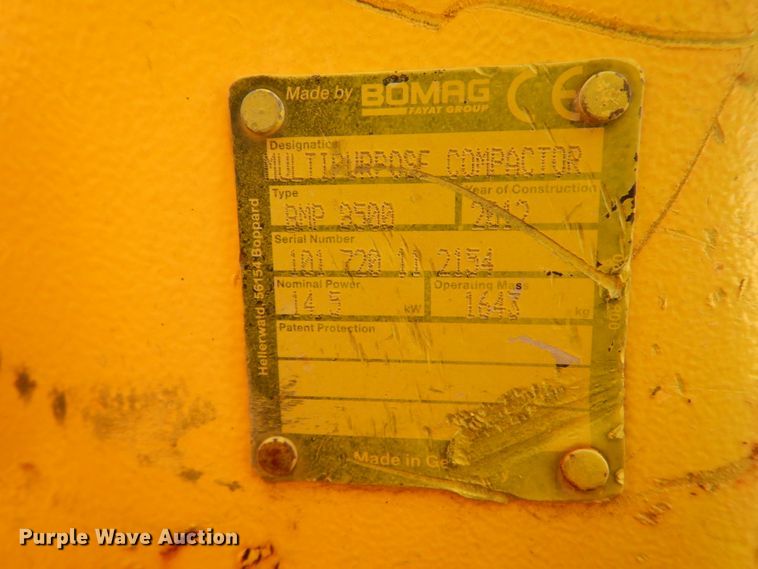 Made by BOMAG CE
FAYAT GROUP
Designation
MULTIPURPOSE COMPACTOR
Type Year of Construction
BMP 8500 2012
Serial Number
101 720 11 2154
Nominal Power Operating Mass
14.5 kW 1643 kg
Patent Protection
Made in
Hellerwald, 56154 Boppard
Purple Wave Auction